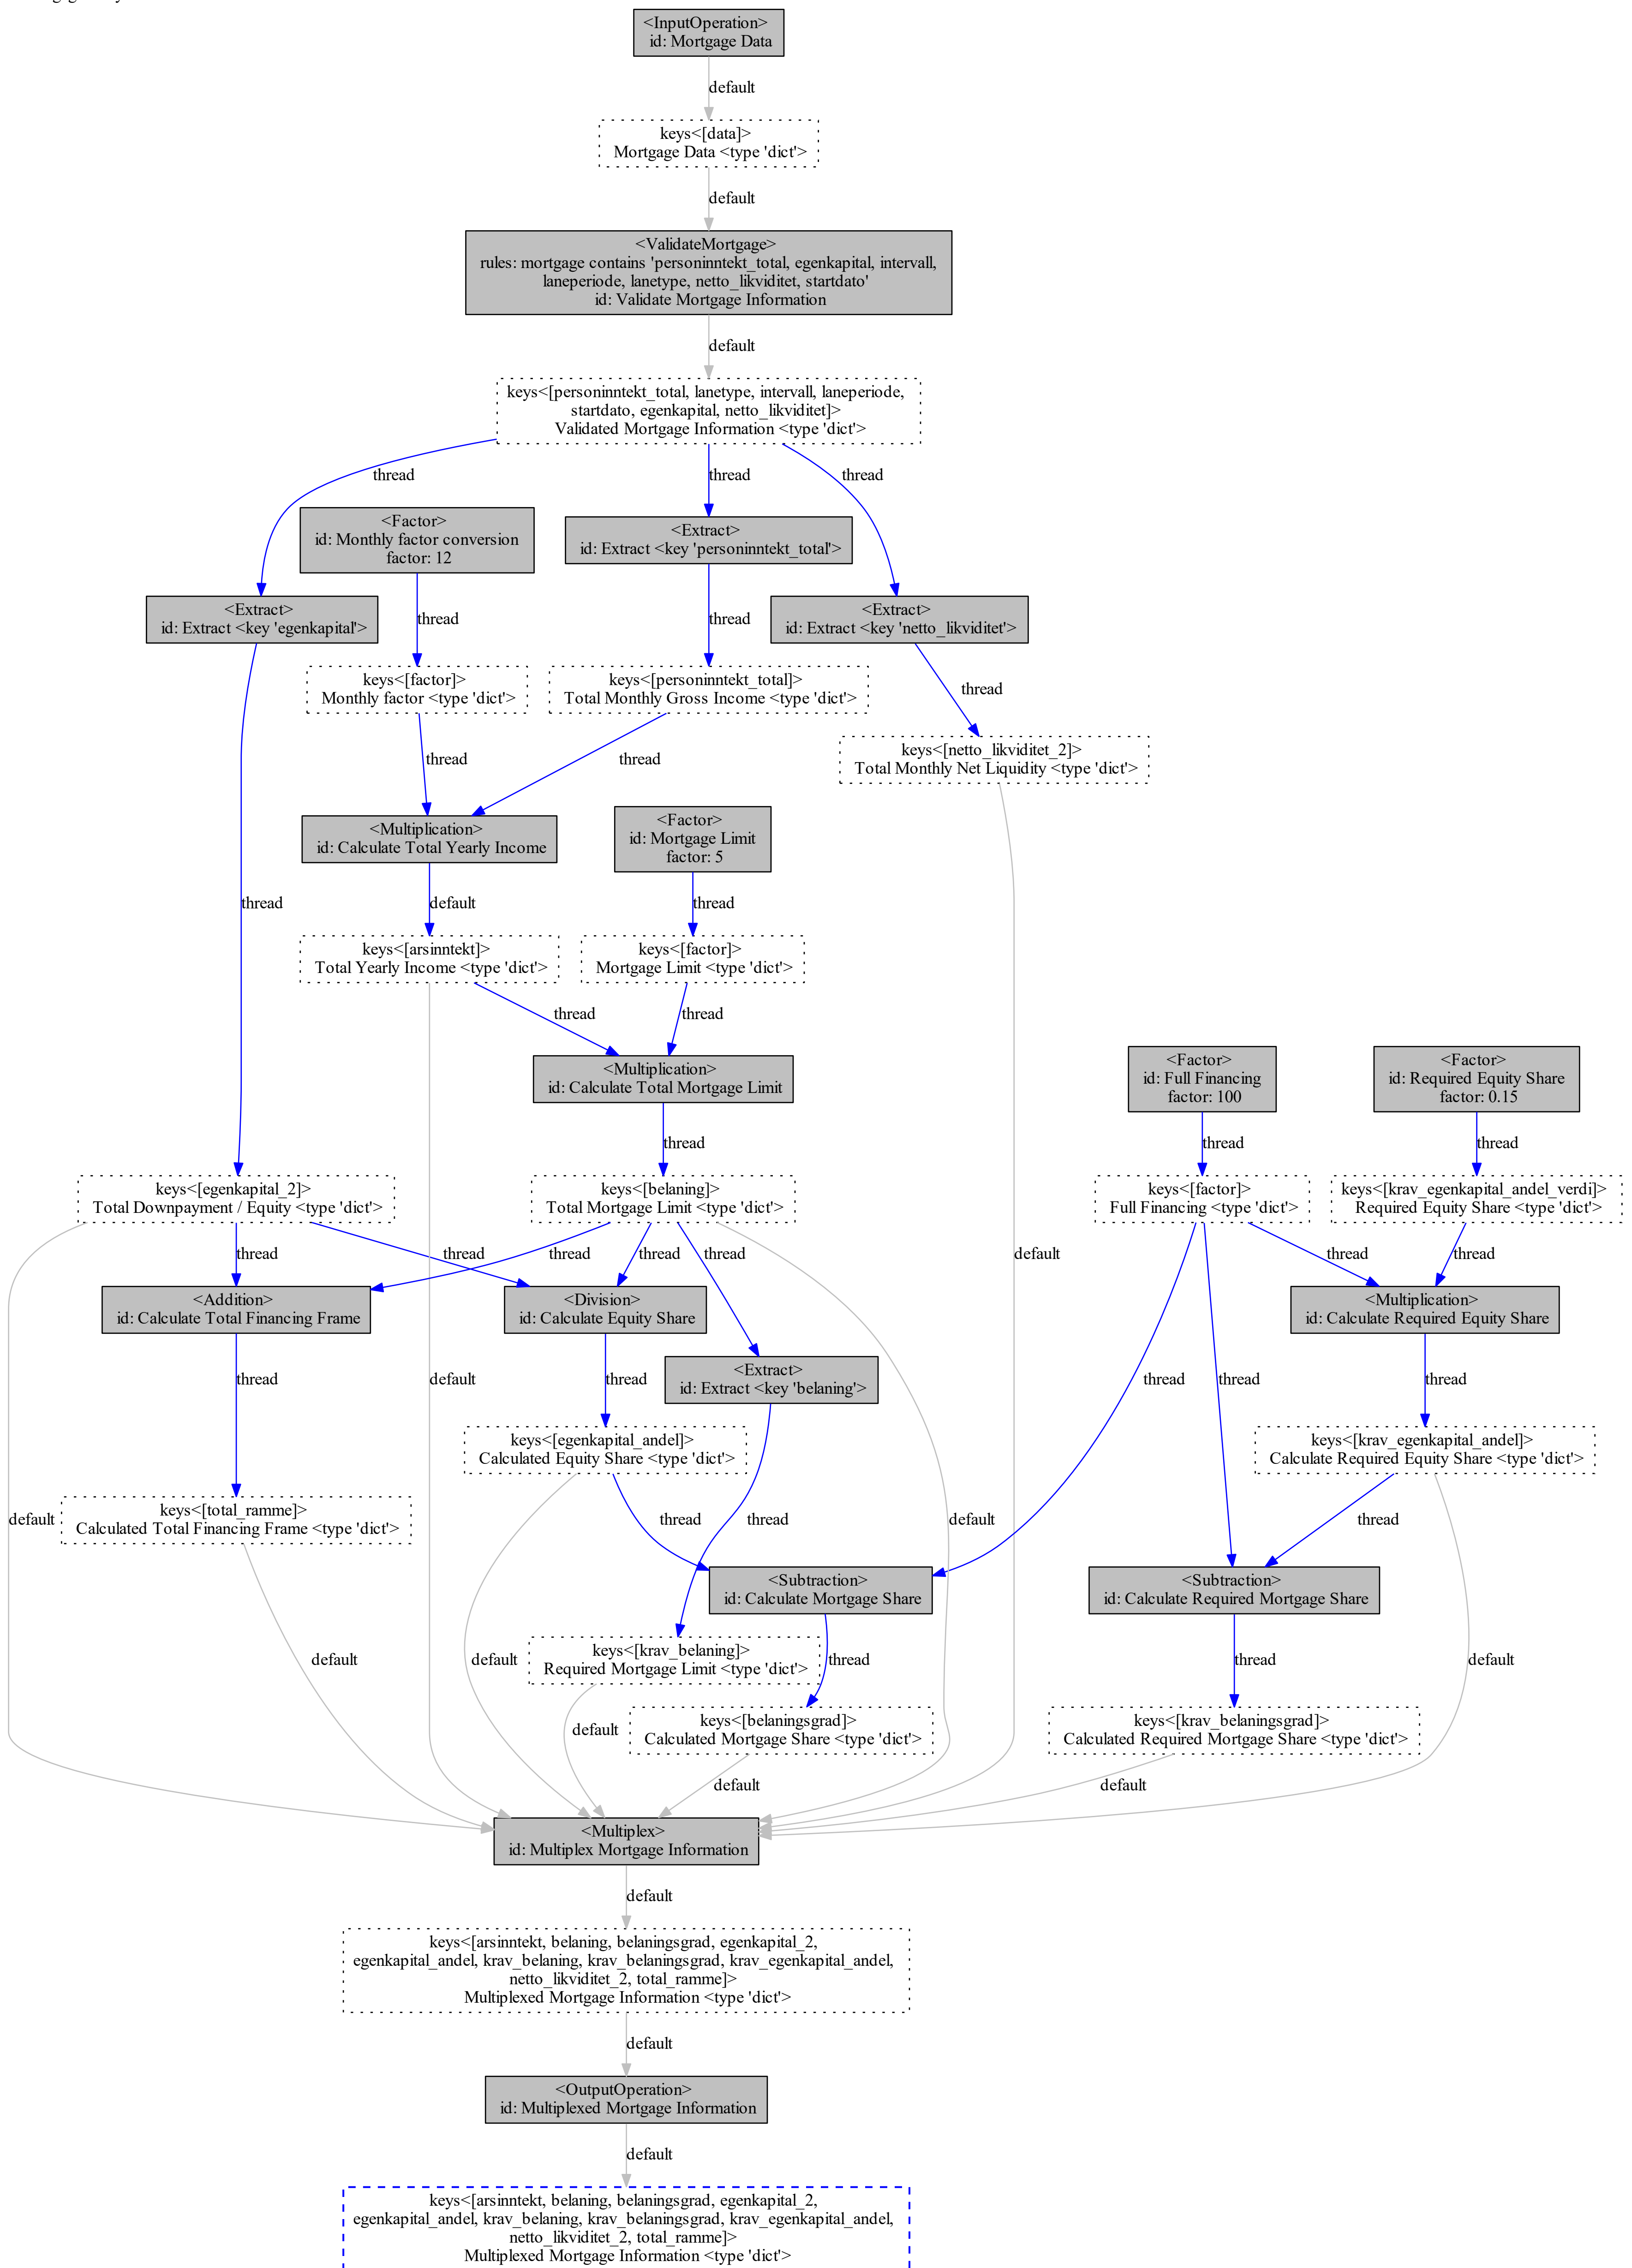 <InputOperation>
id: Mortgage Data
default
keys<[data]>
Mortgage Data <type 'dict'>
default
<ValidateMortgage>
rules: mortgage contains 'personinntekt_total, egenkapital, intervall,
laneperiode, lanetype, netto_likviditet, startdato'
id: Validate Mortgage Information
default
keys<[personinntekt_total, lanetype, intervall, laneperiode,
startdato, egenkapital, netto_likviditet]>
Validated Mortgage Information <type 'dict'>
thread
thread
thread
<Factor>
id: Monthly factor conversion
factor: 12
<Extract>
id: Extract <key 'personinntekt_total'>
<Extract>
id: Extract <key 'egenkapital'>
thread
thread
<Extract>
id: Extract <key 'netto_likviditet'>
keys<[factor]>
Monthly factor <type 'dict'>
keys<[personinntekt_total]>
Total Monthly Gross Income <type 'dict'>
thread
thread
thread
keys<[netto_likviditet_2]>
Total Monthly Net Liquidity <type 'dict'>
<Multiplication>
id: Calculate Total Yearly Income
<Factor>
id: Mortgage Limit
factor: 5
thread
default
thread
keys<[arsinntekt]>
Total Yearly Income <type 'dict'>
keys<[factor]>
Mortgage Limit <type 'dict'>
thread
thread
<Multiplication>
id: Calculate Total Mortgage Limit
<Factor>
id: Full Financing
factor: 100
<Factor>
id: Required Equity Share
factor: 0.15
thread
thread
thread
keys<[egenkapital_2]>
Total Downpayment / Equity <type 'dict'>
keys<[belaning]>
Total Mortgage Limit <type 'dict'>
keys<[factor]>
Full Financing <type 'dict'>
keys<[krav_egenkapital_andel_verdi]>
Required Equity Share <type 'dict'>
thread
thread
thread
thread
thread
default
thread
thread
<Addition>
id: Calculate Total Financing Frame
<Division>
id: Calculate Equity Share
<Multiplication>
id: Calculate Required Equity Share
<Extract>
id: Extract <key 'belaning'>
thread
default
thread
thread
thread
thread
keys<[egenkapital_andel]>
Calculated Equity Share <type 'dict'>
keys<[krav_egenkapital_andel]>
Calculate Required Equity Share <type 'dict'>
keys<[total_ramme]>
Calculated Total Financing Frame <type 'dict'>
default
thread
thread
default
thread
<Subtraction>
id: Calculate Mortgage Share
<Subtraction>
id: Calculate Required Mortgage Share
keys<[krav_belaning]>
Required Mortgage Limit <type 'dict'>
default
default
thread
thread
default
keys<[belaningsgrad]>
Calculated Mortgage Share <type 'dict'>
keys<[krav_belaningsgrad]>
Calculated Required Mortgage Share <type 'dict'>
default
default
default
<Multiplex>
id: Multiplex Mortgage Information
default
keys<[arsinntekt, belaning, belaningsgrad, egenkapital_2,
egenkapital_andel, krav_belaning, krav_belaningsgrad, krav_egenkapital_andel,
netto_likviditet_2, total_ramme]>
Multiplexed Mortgage Information <type 'dict'>
default
<OutputOperation>
id: Multiplexed Mortgage Information
default
keys<[arsinntekt, belaning, belaningsgrad, egenkapital_2,
egenkapital_andel, krav_belaning, krav_belaningsgrad, krav_egenkapital_andel,
netto_likviditet_2, total_ramme]>
Multiplexed Mortgage Information <type 'dict'>